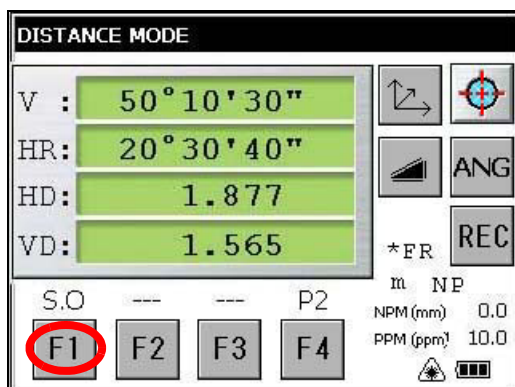 DISTANCE MODE
V : 50°10'30"
HR: 20°30'40"
HD: 1.877
VD: 1.565
ANG
REC
*FR
m NP
NPM (mm) 0.0
PPM (ppm) 10.0
S.O --- --- P2
F1 F2 F3 F4